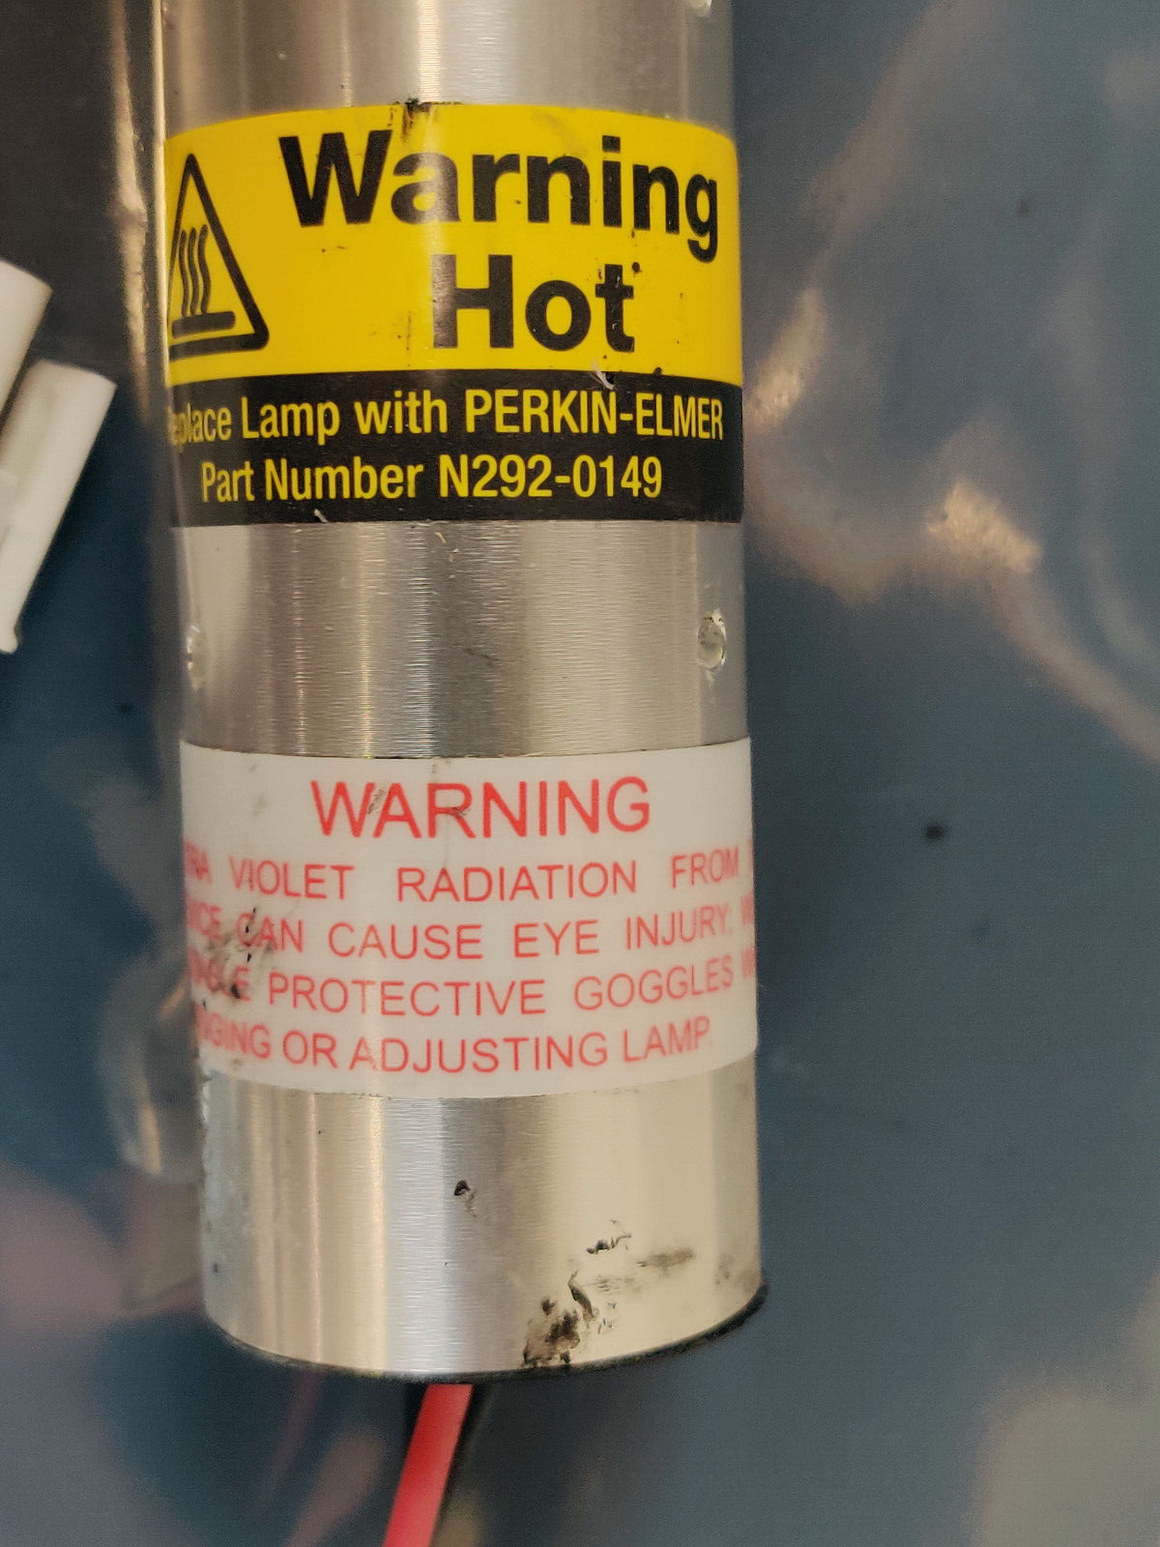 Warning
Hot
Replace Lamp with PERKIN-ELMER
Part Number N292-0149
WARNING
VIOLET RADIATION FROM
CAN CAUSE EYE INJURY;
PROTECTIVE GOGGLES
OR ADJUSTING LAMP